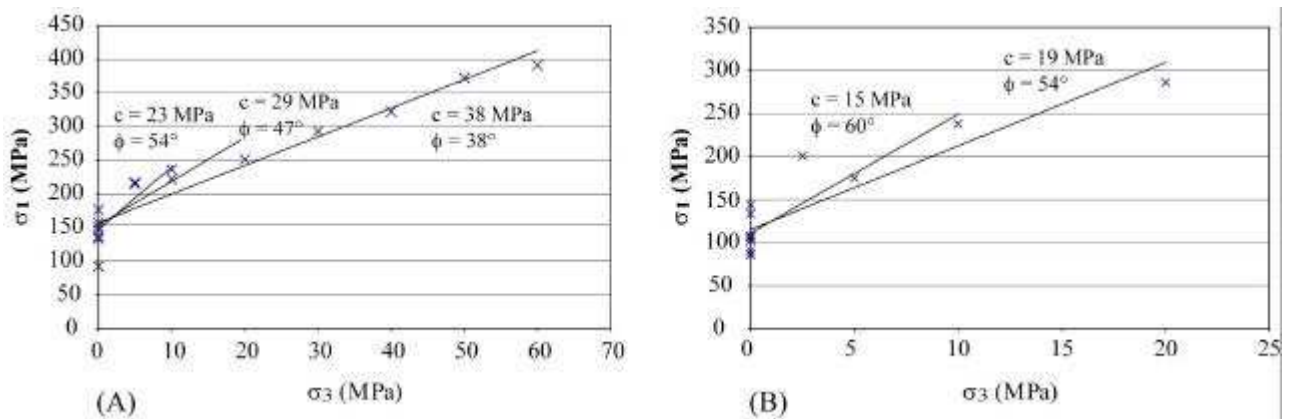 450
400
350
300
250
200
150
100
50
0
σ1 (MPa)
c = 23 MPa
ϕ = 54°
c = 29 MPa
ϕ = 47°
c = 38 MPa
ϕ = 38°
0 10 20 30 40 50 60 70
(A)
σ3 (MPa)
350
300
250
200
150
100
50
0
σ1 (MPa)
c = 15 MPa
ϕ = 60°
c = 19 MPa
ϕ = 54°
0 5 10 15 20 25
(B)
σ3 (MPa)